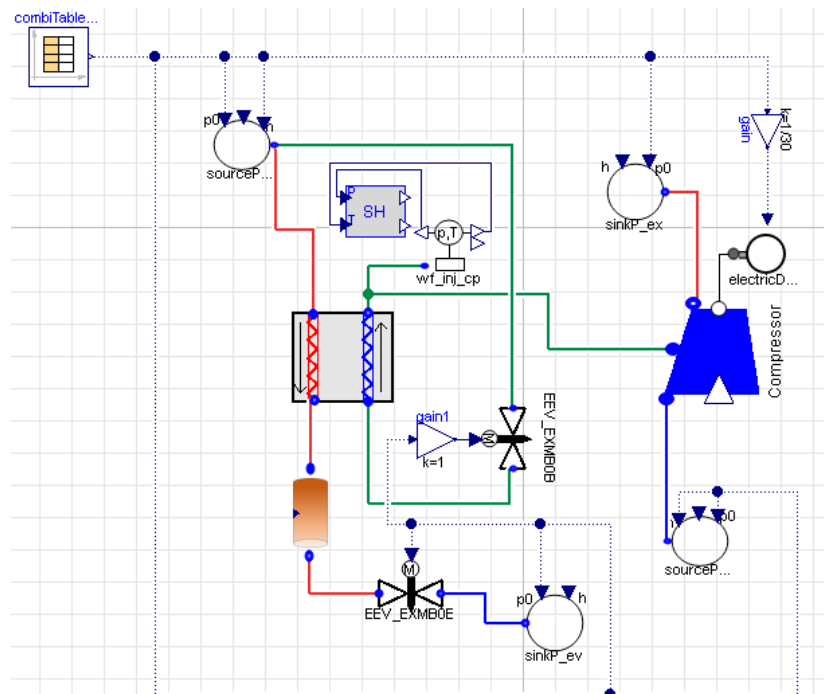 combiTable...
p0
h
sourceP...
h
p0
sinkP_ex
k=1/30
gain
P
T
SH
p,T
wf_inj_cp
electricD...
Compressor
gain1
k=1
M
EEV_EXMB0B
p0
sourceP...
M
EEV_EXMB0E
p0
h
sinkP_ev